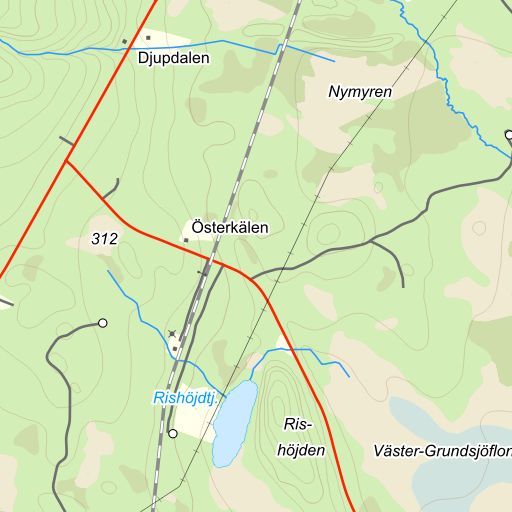 Djupdalen
Nymyren
Österkälen
312
Rishöjdtj.
Ris-
höjden
Väster-Grundsjöflon